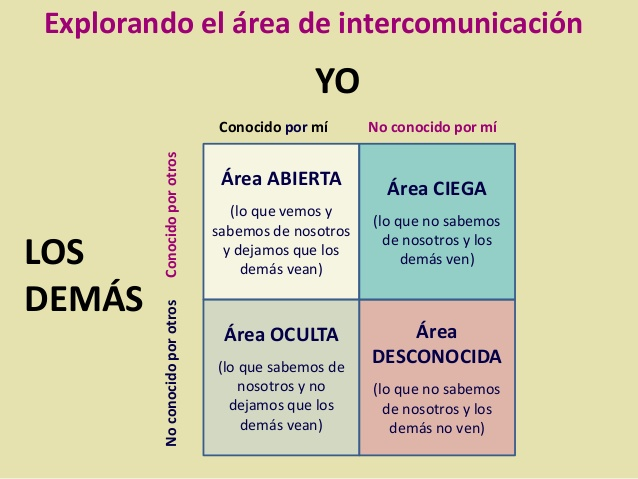 Explorando el área de intercomunicación
YO
Conocido por mí
No conocido por mí
Conocido por otros
Área ABIERTA
(lo que vemos y
sabemos de nosotros
y dejamos que los
demás vean)
Área CIEGA
(lo que no sabemos
de nosotros y los
demás ven)
LOS
DEMÁS
No conocido por otros
Área OCULTA
(lo que sabemos de
nosotros y no
dejamos que los
demás vean)
Área
DESCONOCIDA
(lo que no sabemos
de nosotros y los
demás no ven)